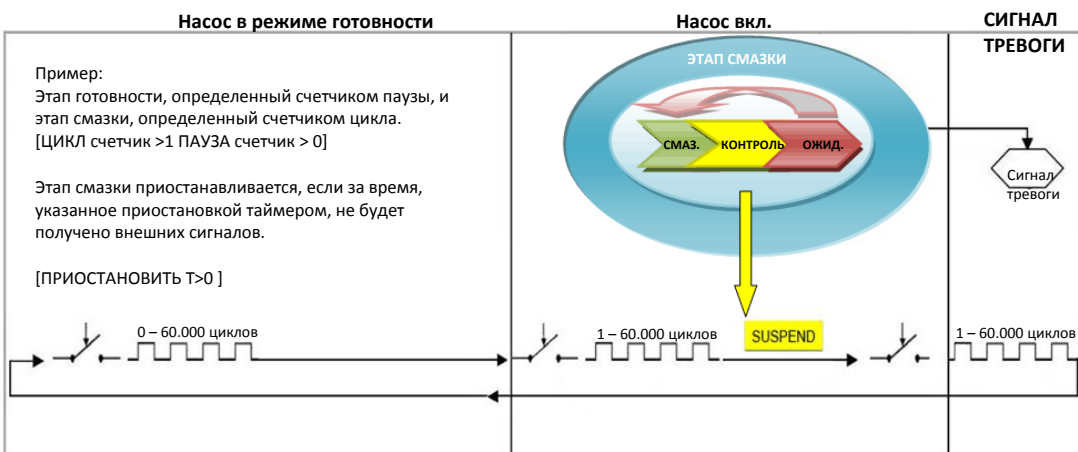 Насос в режиме готовности
Насос вкл.
СИГНАЛ
ТРЕВОГИ
Пример:
Этап готовности, определенный счетчиком паузы, и
этап смазки, определенный счетчиком цикла.
[ЦИКЛ счетчик >1 ПАУЗА счетчик > 0]
Этап смазки приостанавливается, если за время,
указанное приостановкой таймером, не будет
получено внешних сигналов.
[ПРИОСТАНОВИТЬ T>0 ]
ЭТАП СМАЗКИ
СМАЗ.
КОНТРОЛЬ
ОЖИД.
Сигнал
тревоги
0 – 60.000 циклов
1 – 60.000 циклов
SUSPEND
1 – 60.000 циклов